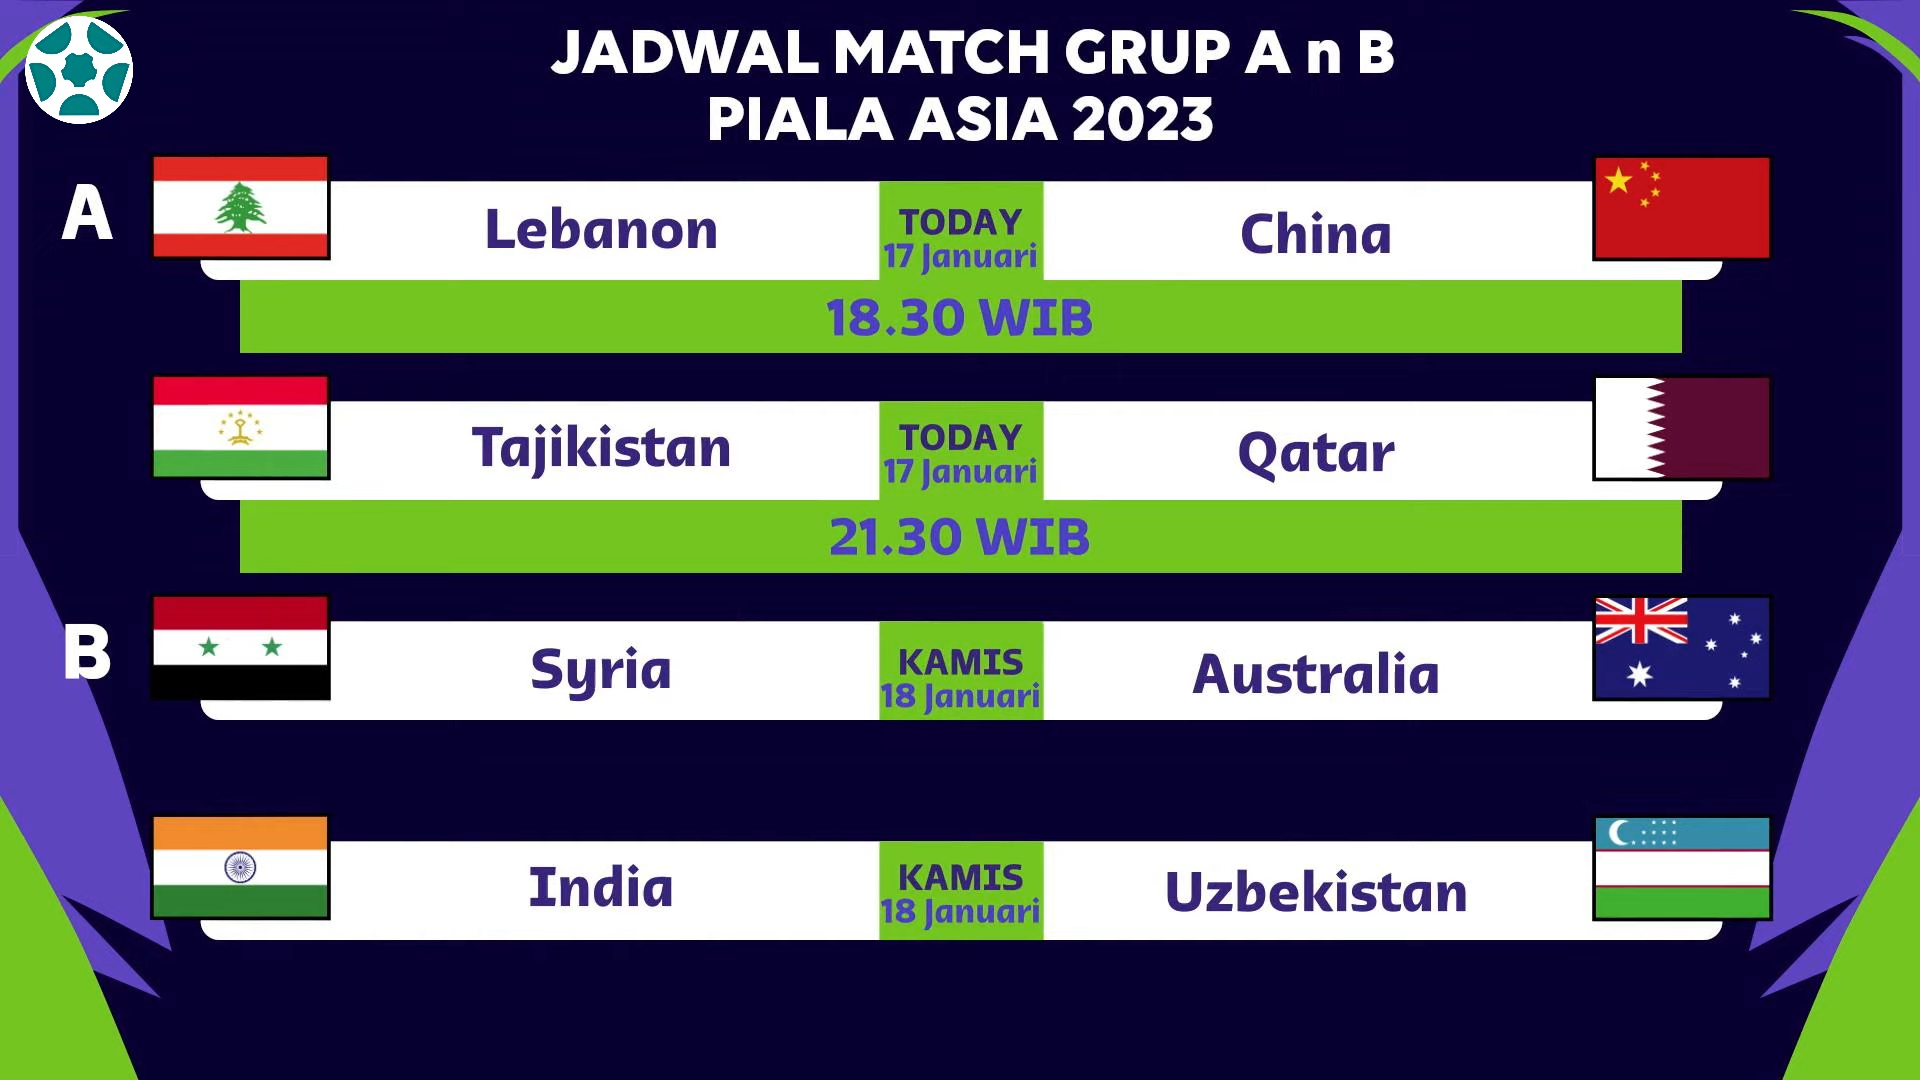 JADWAL MATCH GRUP A n B
PIALA ASIA 2023
A
Lebanon
TODAY
17 Januari
China
18.30 WIB
Tajikistan
TODAY
17 Januari
Qatar
21.30 WIB
B
Syria
KAMIS
18 Januari
Australia
India
KAMIS
18 Januari
Uzbekistan